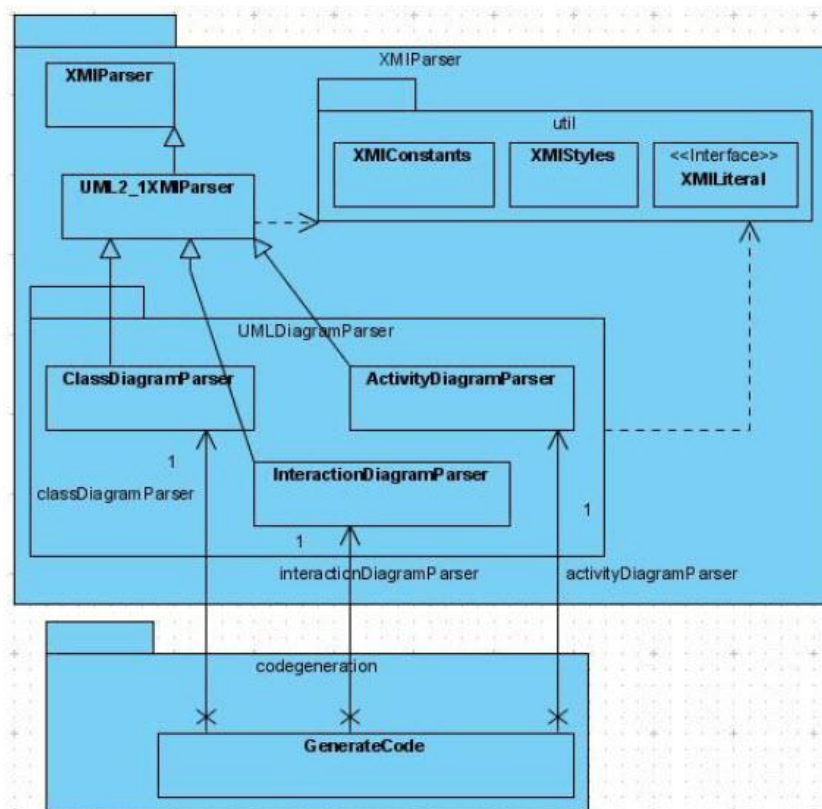 XMIParser
XMIParser
util
XMIConstants
XMIStyles
<<Interface>>
XMILiteral
UML2_1XMIParser
UMLDiagramParser
ClassDiagramParser
ActivityDiagramParser
1
InteractionDiagramParser
classDiagramParser
1
1
interactionDiagramParser
activityDiagramParser
codegeneration
GenerateCode